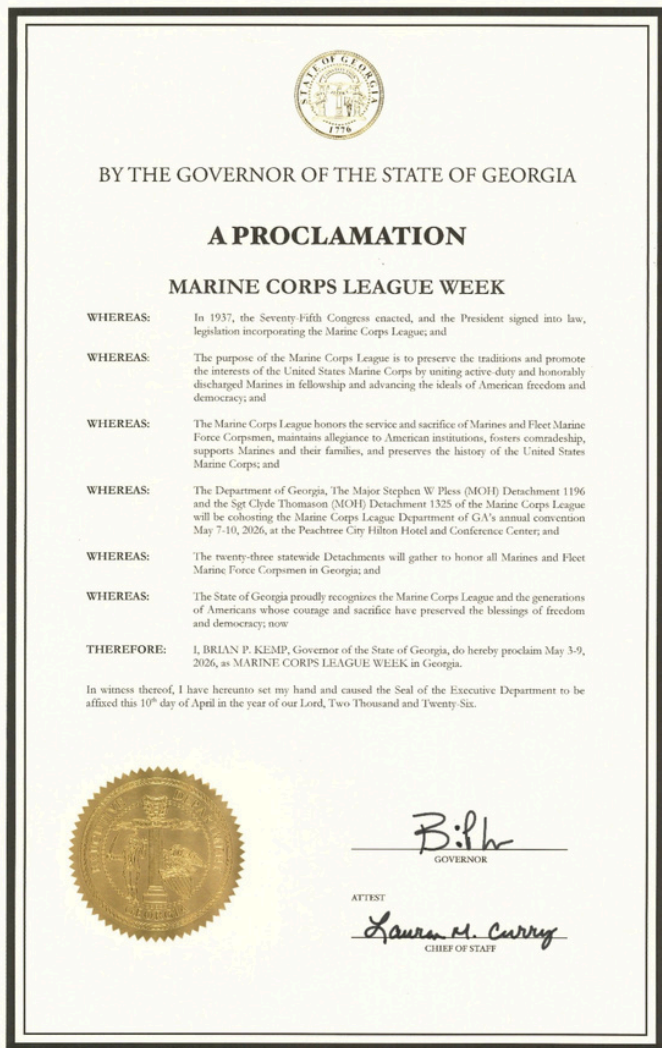 STATE OF GEORGIA
1776
BY THE GOVERNOR OF THE STATE OF GEORGIA
A PROCLAMATION
MARINE CORPS LEAGUE WEEK
WHEREAS: In 1937, the Seventy-Fifth Congress enacted, and the President signed into law,
legislation incorporating the Marine Corps League; and
WHEREAS: The purpose of the Marine Corps League is to preserve the traditions and promote
the interests of the United States Marine Corps by uniting active-duty and honorably
discharged Marines in fellowship and advancing the ideals of American freedom and
democracy; and
WHEREAS: The Marine Corps League honors the service and sacrifice of Marines and Fleet Marine
Force Corpsmen, maintains allegiance to American institutions, fosters comradeship,
supports Marines and their families, and preserves the history of the United States
Marine Corps; and
WHEREAS: The Department of Georgia, The Major Stephen W Pless (MOH) Detachment 1196
and the Sgt Clyde Thomason (MOH) Detachment 1325 of the Marine Corps League
will be cohosting the Marine Corps League Department of GA's annual convention
May 7-10, 2026, at the Peachtree City Hilton Hotel and Conference Center; and
WHEREAS: The twenty-three statewide Detachments will gather to honor all Marines and Fleet
Marine Force Corpsmen in Georgia; and
WHEREAS: The State of Georgia proudly recognizes the Marine Corps League and the generations
of Americans whose courage and sacrifice have preserved the blessings of freedom
and democracy; now
THEREFORE: I, BRIAN P. KEMP, Governor of the State of Georgia, do hereby proclaim May 3-9,
2026, as MARINE CORPS LEAGUE WEEK in Georgia.
In witness thereof, I have hereunto set my hand and caused the Seal of the Executive Department to be
affixed this 10th day of April in the year of our Lord, Two Thousand and Twenty-Six.
GOVERNOR
ATTEST
Lauren M. Curry
CHIEF OF STAFF